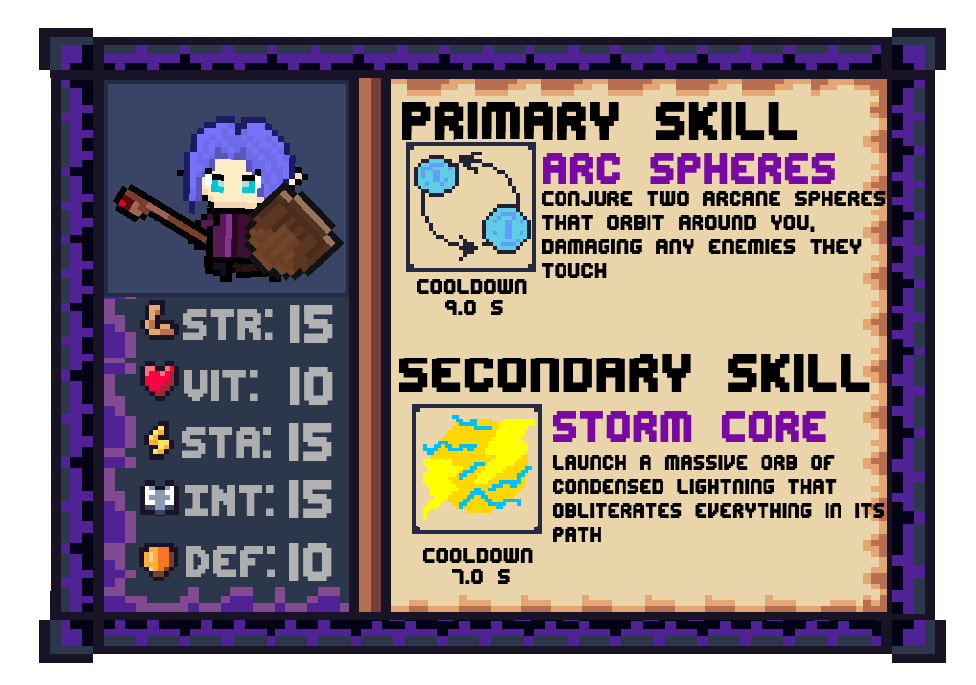 STR: 15
VIT: 10
STA: 15
INT: 15
DEF: 10
PRIMARY SKILL
ARC SPHERES
CONJURE TWO ARCANE SPHERES
THAT ORBIT AROUND YOU,
DAMAGING ANY ENEMIES THEY
TOUCH
COOLDOWN
9.0 S
SECONDARY SKILL
STORM CORE
LAUNCH A MASSIVE ORB OF
CONDENSED LIGHTNING THAT
OBLITERATES EVERYTHING IN ITS
PATH
COOLDOWN
7.0 S